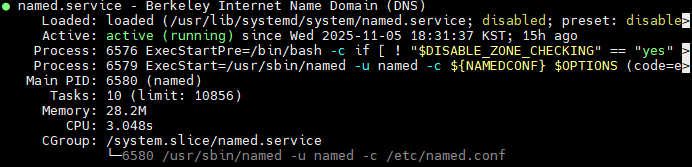 ● named.service - Berkeley Internet Name Domain (DNS)
Loaded: loaded (/usr/lib/systemd/system/named.service; disabled; preset: disable>
Active: active (running) since Wed 2025-11-05 18:31:37 KST; 15h ago
Process: 6576 ExecStartPre=/bin/bash -c if [ ! "$DISABLE_ZONE_CHECKING" == "yes" >
Process: 6579 ExecStart=/usr/sbin/named -u named -c ${NAMEDCONF} $OPTIONS (code=e>
Main PID: 6580 (named)
Tasks: 10 (limit: 10856)
Memory: 28.2M
CPU: 3.048s
CGroup: /system.slice/named.service
└─6580 /usr/sbin/named -u named -c /etc/named.conf